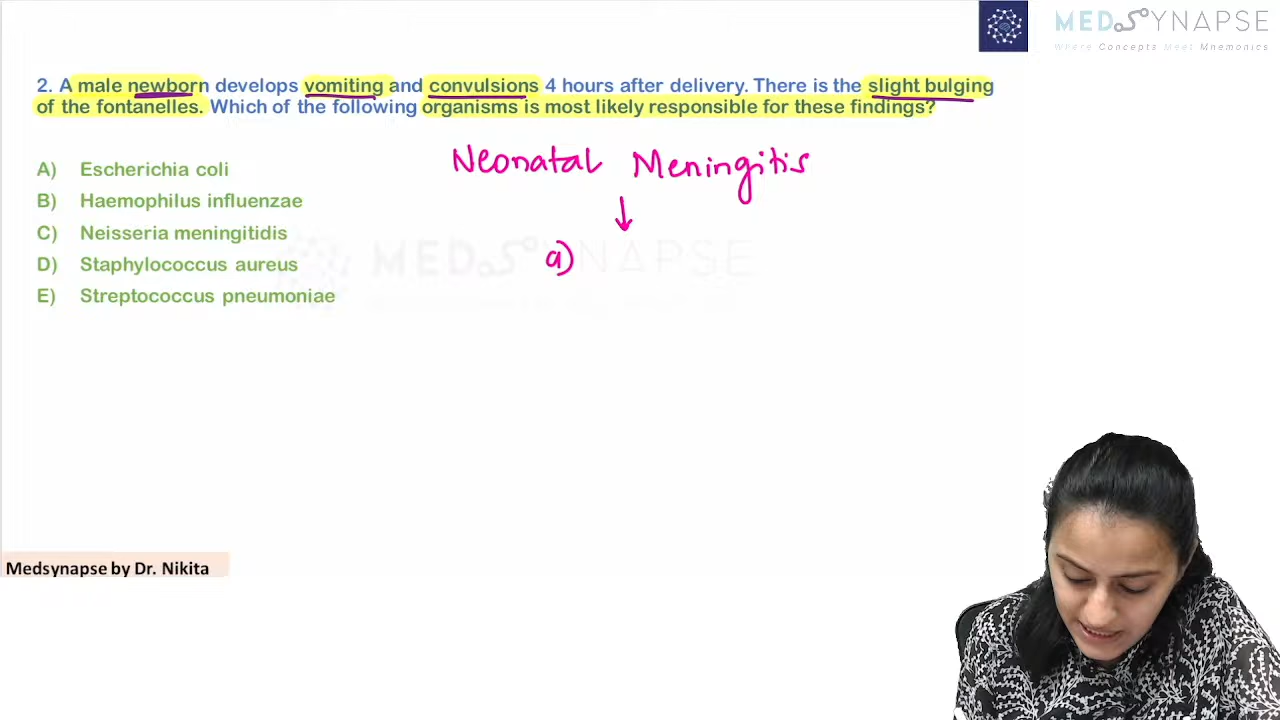 MEDSYNAPSE
Where Concepts Meet Mnemonics
2. A male newborn develops vomiting and convulsions 4 hours after delivery. There is the slight bulging
of the fontanelles. Which of the following organisms is most likely responsible for these findings?
Neonatal Meningitis
A) Escherichia coli
B) Haemophilus influenzae
C) Neisseria meningitidis
a)
MEDSYNAPSE
D) Staphylococcus aureus
E) Streptococcus pneumoniae
Medsynapse by Dr. Nikita